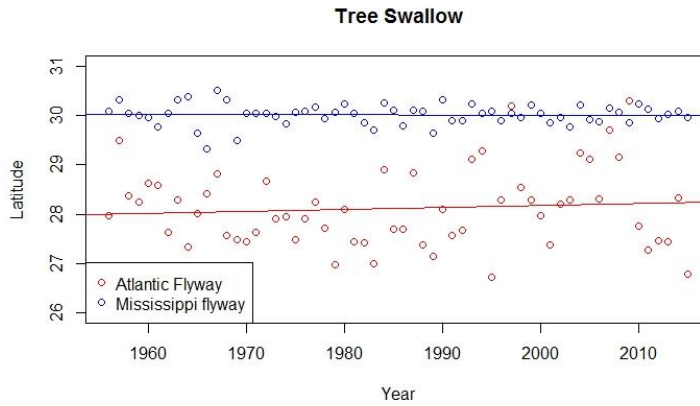 Tree Swallow
31
30
29
28
27
26
Latitude
Atlantic Flyway
Mississippi flyway
1960 1970 1980 1990 2000 2010
Year